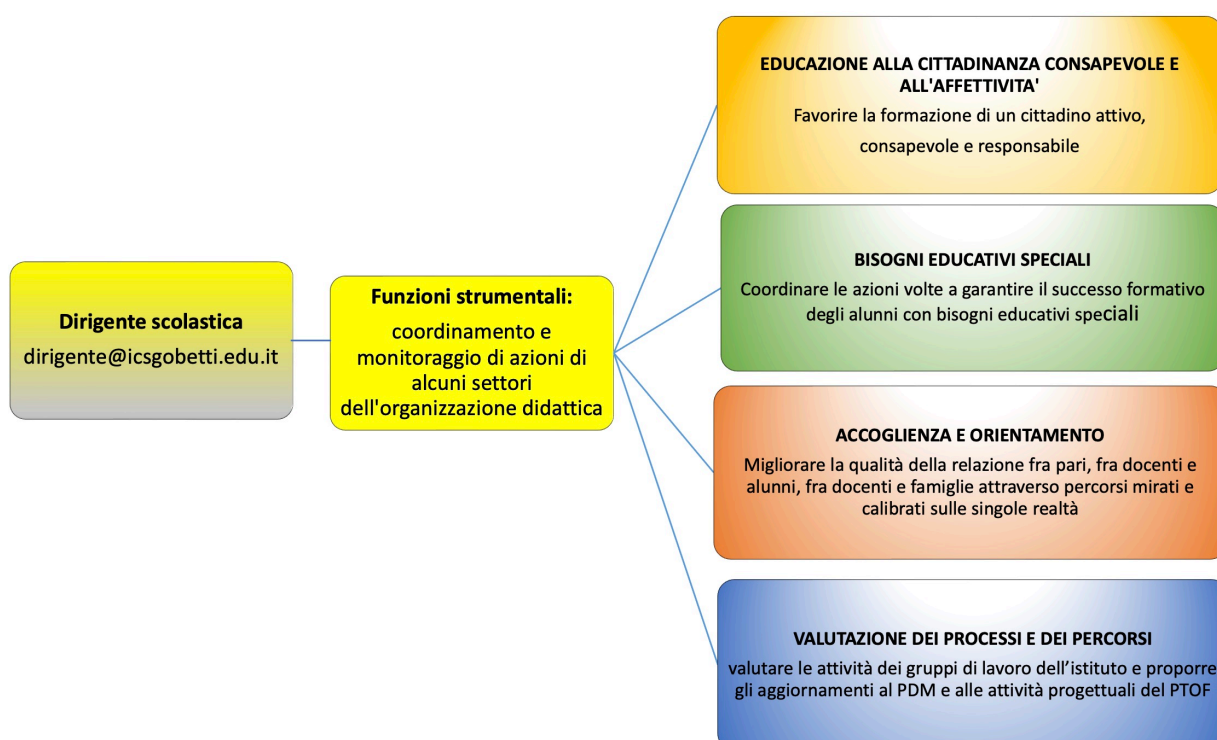 Dirigente scolastica
dirigente@icsgobetti.edu.it
Funzioni strumentali:
coordinamento e
monitoraggio di azioni di
alcuni settori
dell'organizzazione didattica
EDUCAZIONE ALLA CITTADINANZA CONSAPEVOLE E
ALL'AFFETTIVITA'
Favorire la formazione di un cittadino attivo,
consapevole e responsabile
BISOGNI EDUCATIVI SPECIALI
Coordinare le azioni volte a garantire il successo formativo
degli alunni con bisogni educativi speciali
ACCOGLIENZA E ORIENTAMENTO
Migliorare la qualità della relazione fra pari, fra docenti e
alunni, fra docenti e famiglie attraverso percorsi mirati e
calibrati sulle singole realtà
VALUTAZIONE DEI PROCESSI E DEI PERCORSI
valutare le attività dei gruppi di lavoro dell’istituto e proporre
gli aggiornamenti al PDM e alle attività progettuali del PTOF